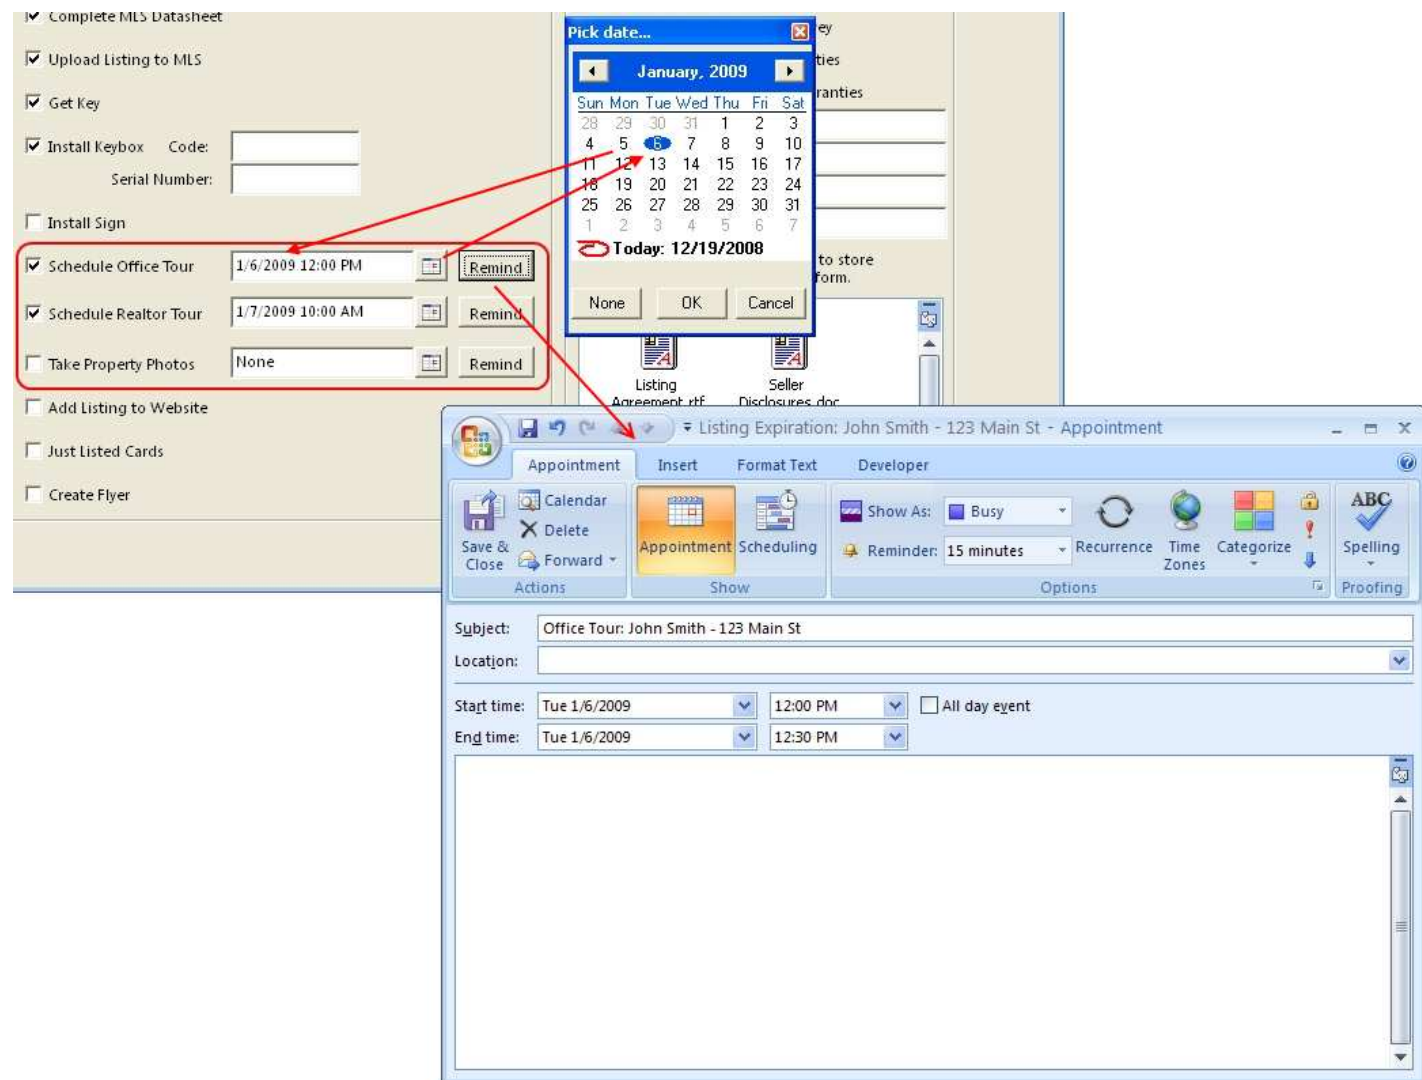 Complete MLS Datasheet
Upload Listing to MLS
Get Key
Install Keybox Code:
Serial Number:
Install Sign
Schedule Office Tour 1/6/2009 12:00 PM Remind
Schedule Realtor Tour 1/7/2009 10:00 AM Remind
Take Property Photos None Remind
Add Listing to Website
Just Listed Cards
Create Flyer
Pick date...
January, 2009
Sun Mon Tue Wed Thu Fri Sat
28 29 30 31 1 2 3
4 5 6 7 8 9 10
11 12 13 14 15 16 17
18 19 20 21 22 23 24
25 26 27 28 29 30 31
1 2 3 4 5 6 7
Today: 12/19/2008
None OK Cancel
ey
ties
ranties
to store
form.
Listing
Agreement.rtf
Seller
Disclosures.doc
Listing Expiration: John Smith - 123 Main St - Appointment
Appointment Insert Format Text Developer
Save &
Close
Calendar
Delete
Forward
Actions
Appointment Scheduling
Show
Show As: Busy
Reminder: 15 minutes
Recurrence
Time
Zones
Categorize
Options
ABC
Spelling
Proofing
Subject: Office Tour: John Smith - 123 Main St
Location:
Start time: Tue 1/6/2009 12:00 PM All day event
End time: Tue 1/6/2009 12:30 PM